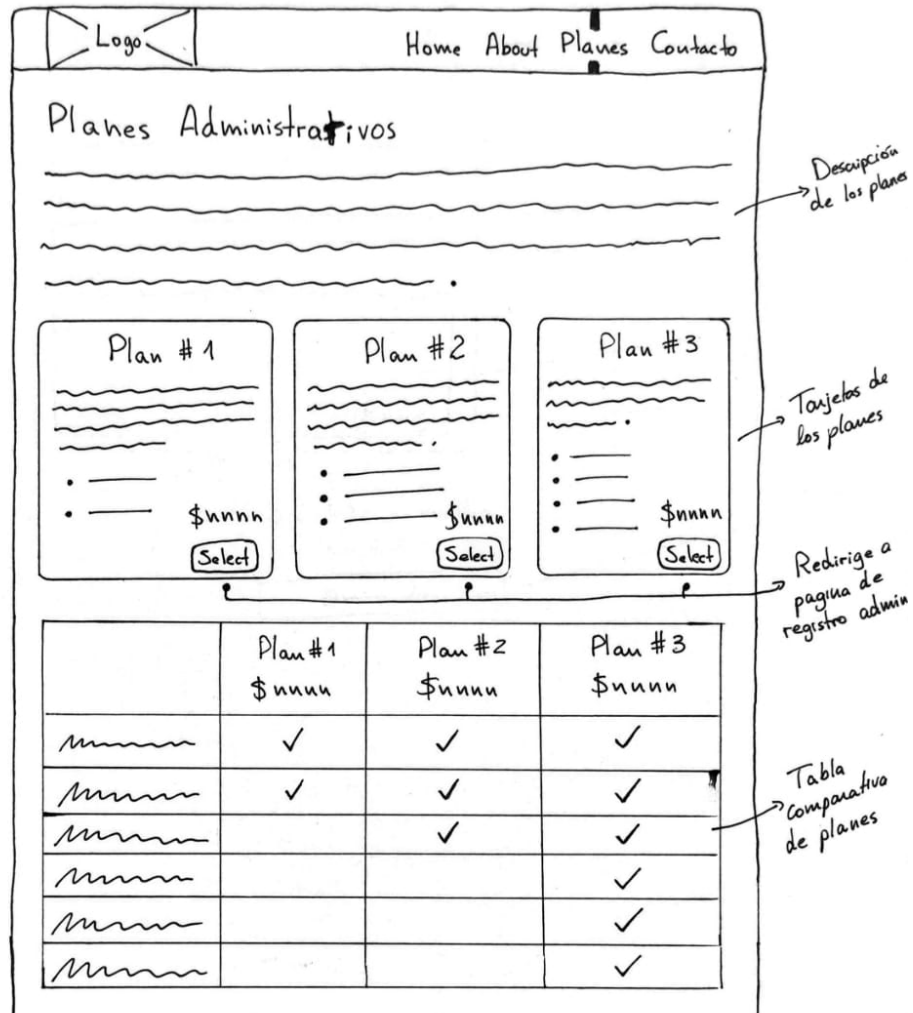 Logo
Home About Planes Contacto
Planes Administrativos
Descripción
de los planes
Plan #1
Plan #2
Plan #3
$nnnn
$nnnn
$nnnn
Select
Select
Select
Tarjetas de
los planes
Redirige a
pagina de
registro admin
Plan #1
Plan #2
Plan #3
$nnnn
$nnnn
$nnnn
Tabla
comparativa
de planes